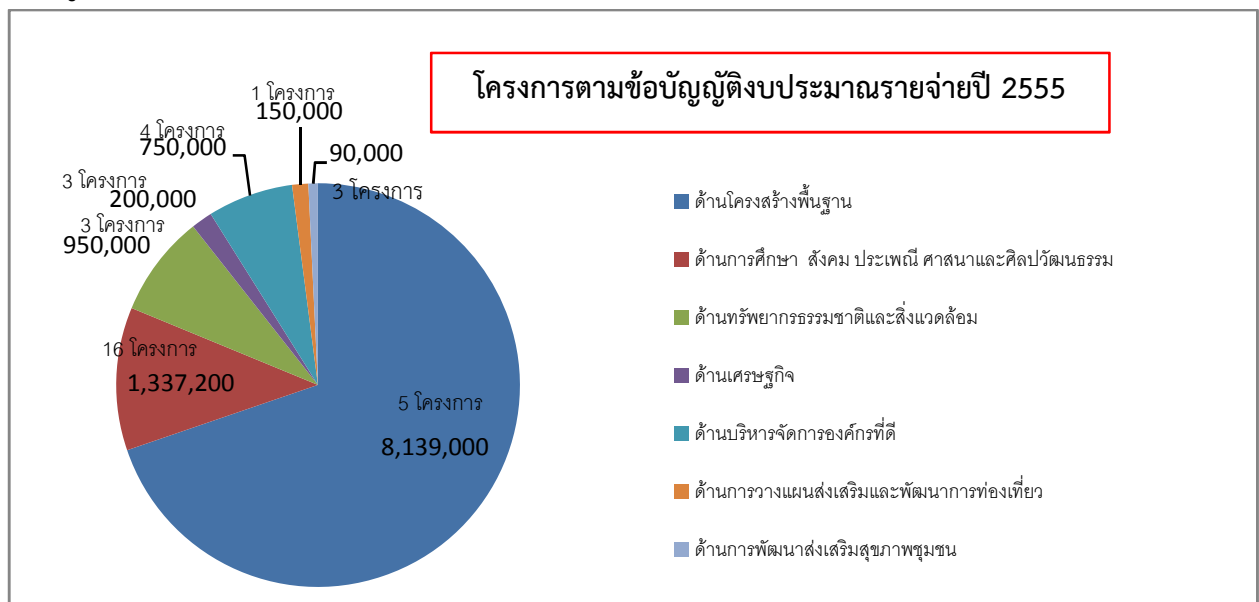 โครงการตามข้อบัญญัติงบประมาณรายจ่ายปี 2555
1 โครงการ
150,000
4 โครงการ
750,000
90,000
3 โครงการ
3 โครงการ
200,000
3 โครงการ
950,000
16 โครงการ
1,337,200
5 โครงการ
8,139,000
ด้านโครงสร้างพื้นฐาน
ด้านการศึกษา สังคม ประเพณี ศาสนาและศิลปวัฒนธรรม
ด้านทรัพยากรธรรมชาติและสิ่งแวดล้อม
ด้านเศรษฐกิจ
ด้านบริหารจัดการองค์กรที่ดี
ด้านการวางแผนส่งเสริมและพัฒนาการท่องเที่ยว
ด้านการพัฒนาส่งเสริมสุขภาพชุมชน